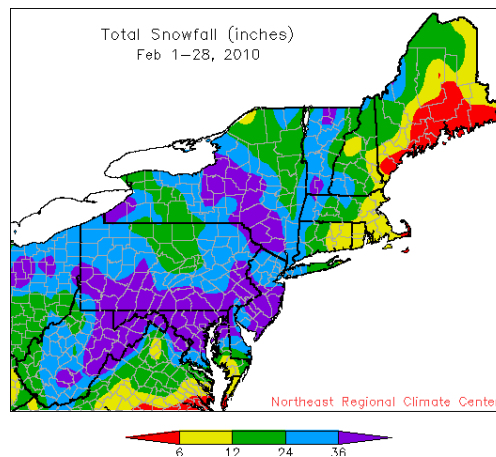 Total Snowfall (inches)
Feb 1-28, 2010
Northeast Regional Climate Center
6 12 24 36